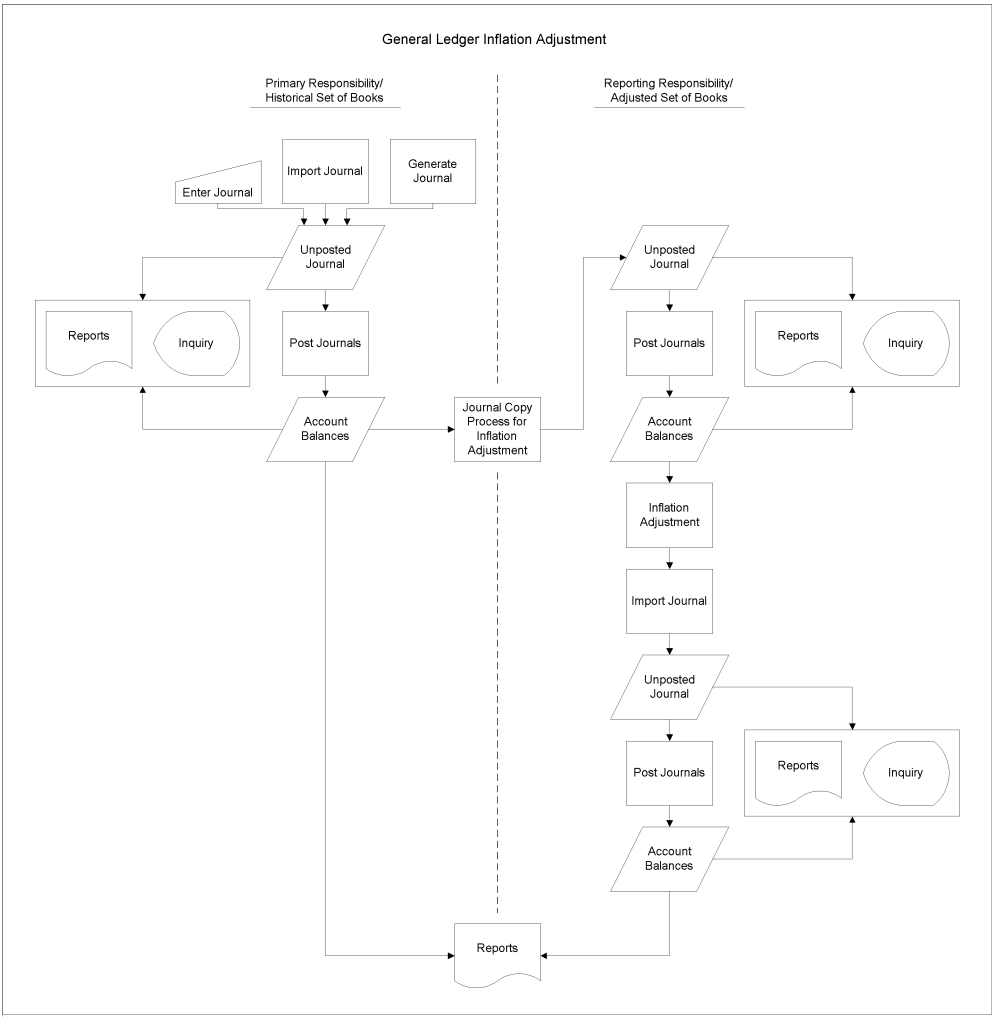 General Ledger Inflation Adjustment
Primary Responsibility/
Historical Set of Books
Reporting Responsibility/
Adjusted Set of Books
Enter Journal
Import Journal
Generate
Journal
Unposted
Journal
Reports
Inquiry
Post Journals
Account
Balances
Journal Copy
Process for
Inflation
Adjustment
Unposted
Journal
Post Journals
Reports
Inquiry
Account
Balances
Inflation
Adjustment
Import Journal
Unposted
Journal
Post Journals
Reports
Inquiry
Account
Balances
Reports